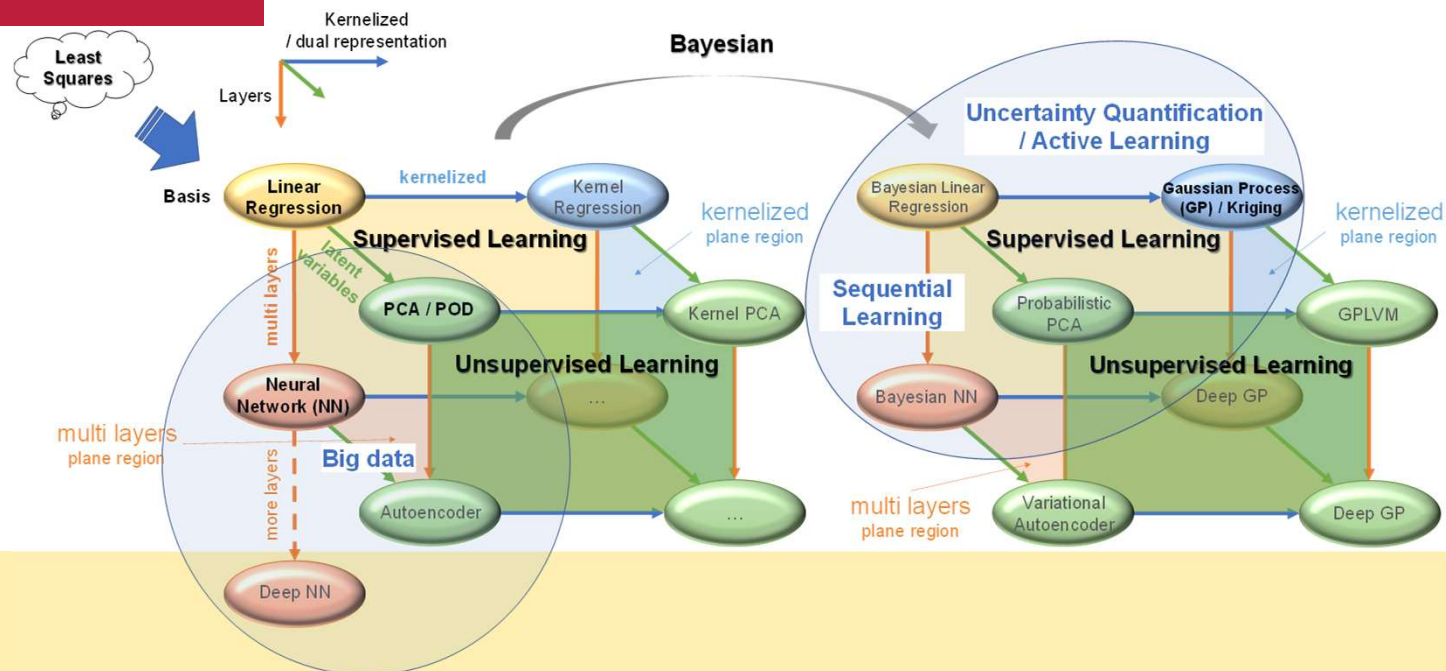 Kernelized
/ dual representation
Layers
Least
Squares
Bayesian
Uncertainty Quantification
/ Active Learning
Basis
Linear
Regression
kernelized
Kernel
Regression
Bayesian Linear
Regression
Gaussian Process
(GP) / Kriging
kernelized
plane region
kernelized
plane region
Supervised Learning
Supervised Learning
latent
variables
multi layers
PCA / POD
Kernel PCA
Sequential
Learning
Probabilistic
PCA
GPLVM
Unsupervised Learning
Unsupervised Learning
Neural
Network (NN)
...
Bayesian NN
Deep GP
multi layers
plane region
Big data
more layers
Autoencoder
...
multi layers
plane region
Variational
Autoencoder
Deep GP
Deep NN